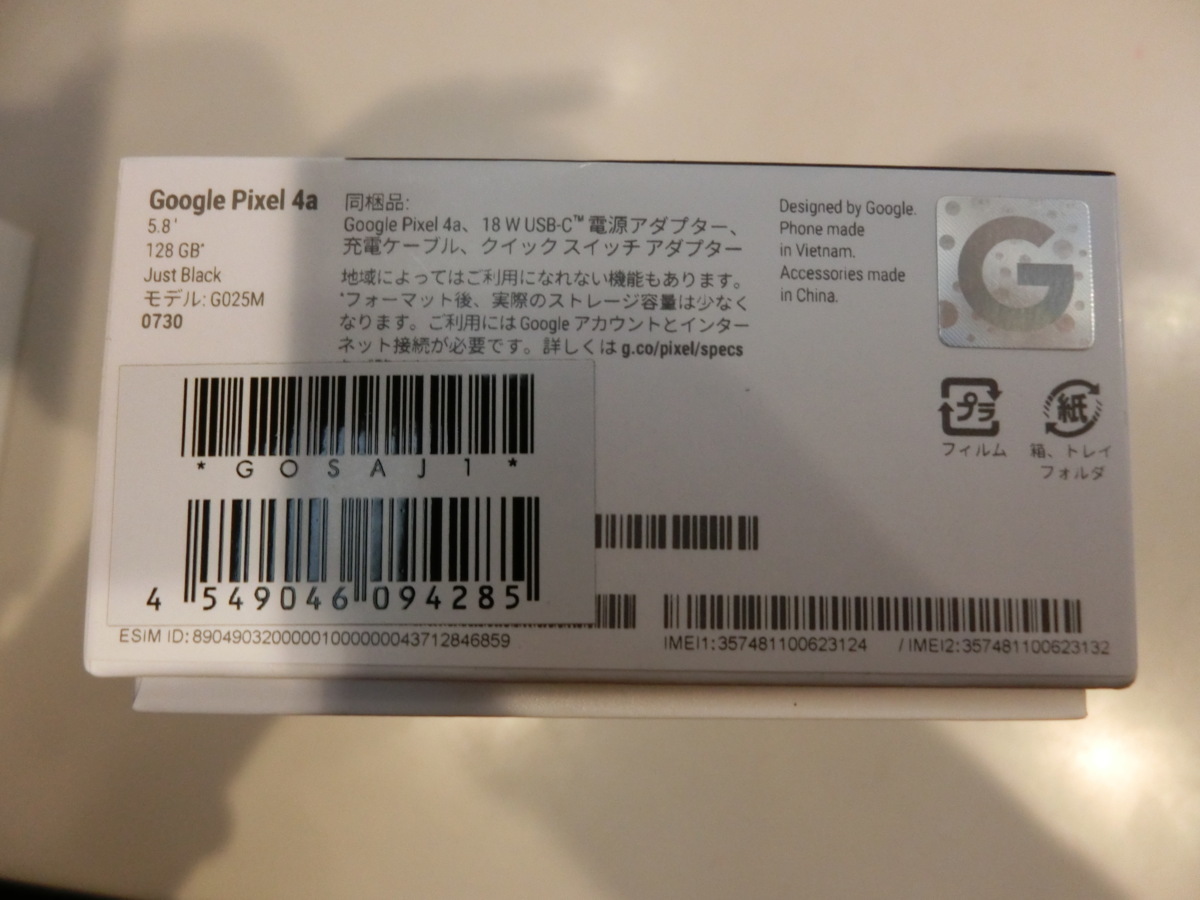 Google Pixel 4a
5.8"
128 GB*
Just Black
モデル: G025M
0730
同梱品:
Google Pixel 4a、18 W USB-C™ 電源アダプター、
充電ケーブル、クイック スイッチ アダプター
地域によってはご利用になれない機能もあります。
*フォーマット後、実際のストレージ容量は少なく
なります。ご利用には Google アカウントとインター
ネット接続が必要です。詳しくは g.co/pixel/specs
Designed by Google.
Phone made
in Vietnam.
Accessories made
in China.
G
プラ
フィルム
紙
箱、トレイ
フォルダ
* G O S A J 1 *
4 549046 094285
ESIM ID: 89049032000001000000043712846859
IMEI1:357481100623124 / IMEI2:357481100623132